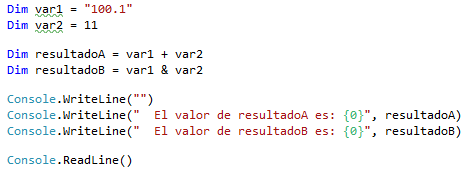 Dim var1 = "100.1"
Dim var2 = 11
Dim resultadoA = var1 + var2
Dim resultadoB = var1 & var2
Console.WriteLine("")
Console.WriteLine("  El valor de resultadoA es: {0}", resultadoA)
Console.WriteLine("  El valor de resultadoB es: {0}", resultadoB)
Console.ReadLine()